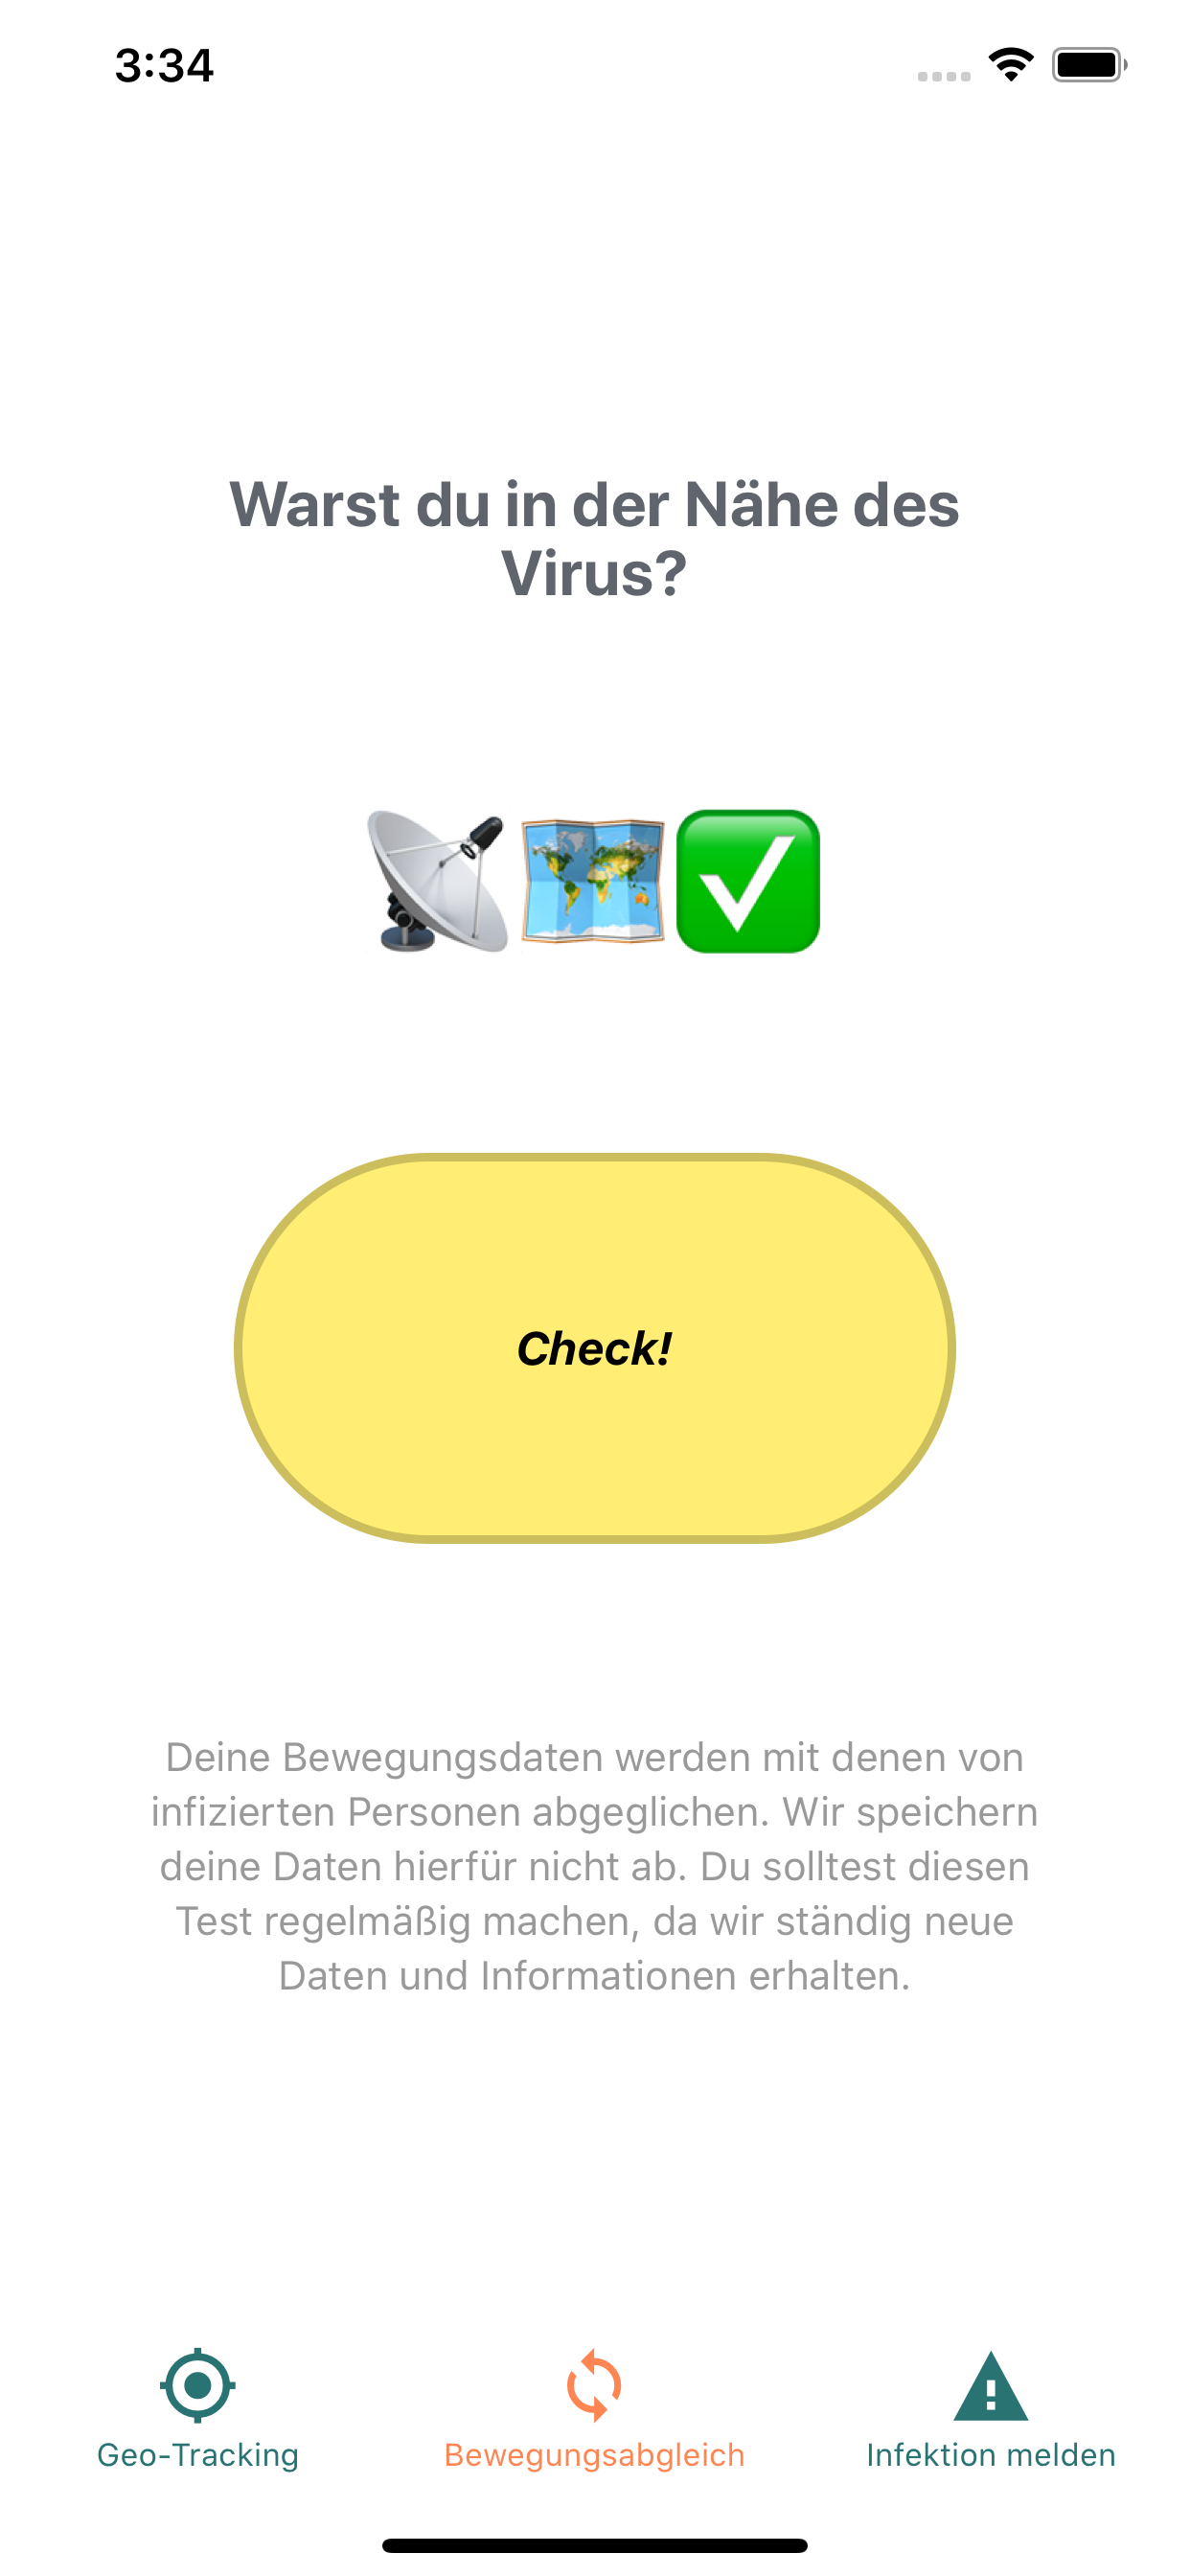 3:34
Warst du in der Nähe des
Virus?
Check!
Deine Bewegungsdaten werden mit denen von
infizierten Personen abgeglichen. Wir speichern
deine Daten hierfür nicht ab. Du solltest diesen
Test regelmäßig machen, da wir ständig neue
Daten und Informationen erhalten.
Geo-Tracking
Bewegungsabgleich
Infektion melden